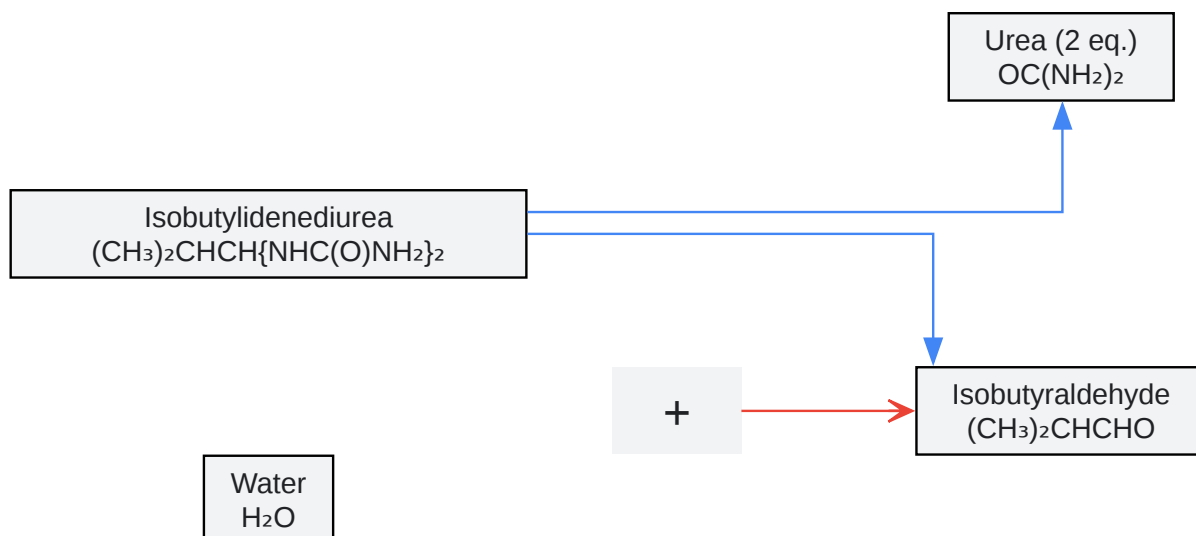 Urea (2 eq.)
OC(NH₂)₂
Isobutylidenediurea
(CH₃)₂CHCH{NHC(O)NH₂}₂
+
Isobutyraldehyde
(CH₃)₂CHCHO
Water
H₂O